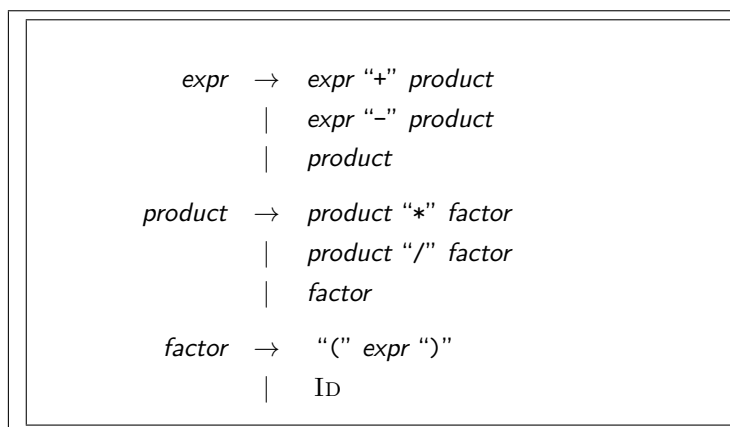 expr → expr “+” product
| expr “-” product
| product
product → product “*” factor
| product “/” factor
| factor
factor → “(” expr “)”
| ID